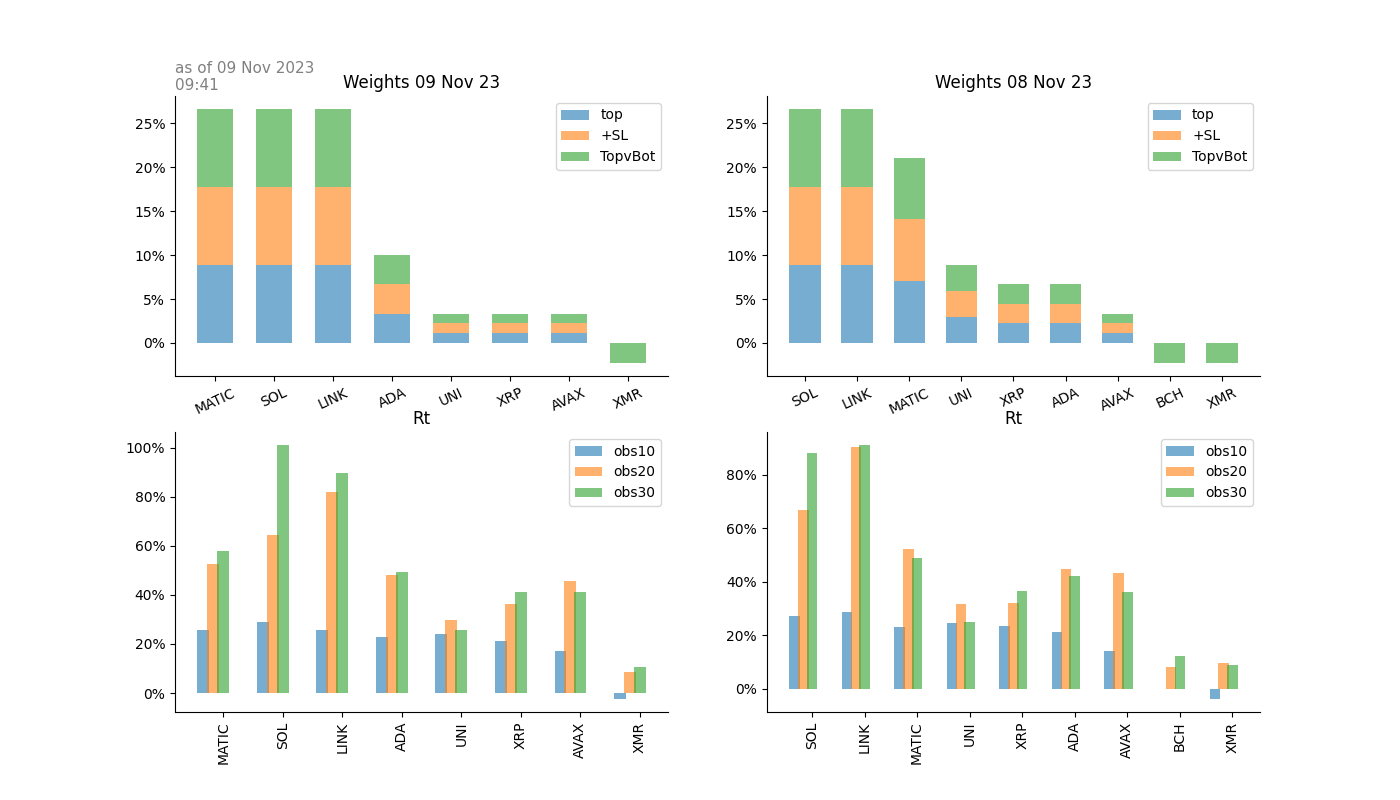 as of 09 Nov 2023
09:41
Weights 09 Nov 23
25%
20%
15%
10%
5%
0%
top
+SL
TopvBot
MATIC
SOL
LINK
ADA
UNI
XRP
AVAX
XMR
Weights 08 Nov 23
25%
20%
15%
10%
5%
0%
top
+SL
TopvBot
SOL
LINK
MATIC
UNI
XRP
ADA
AVAX
BCH
XMR
Rt
100%
80%
60%
40%
20%
0%
obs10
obs20
obs30
MATIC
SOL
LINK
ADA
UNI
XRP
AVAX
XMR
Rt
80%
60%
40%
20%
0%
obs10
obs20
obs30
SOL
LINK
MATIC
UNI
XRP
ADA
AVAX
BCH
XMR